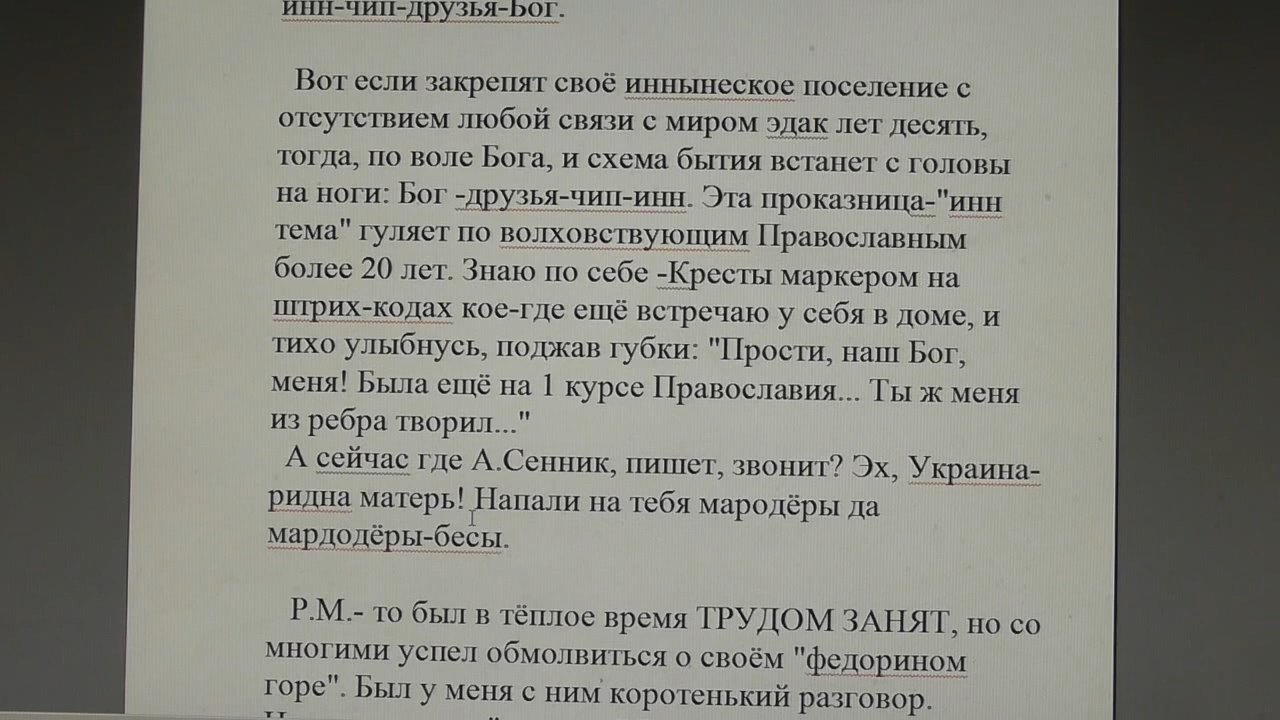 инн-чип-друзья-Бог.
Вот если закрепят своё иннынеское поселение с
отсутствием любой связи с миром эдак лет десять,
тогда, по воле Бога, и схема бытия встанет с головы
на ноги: Бог -друзья-чип-инн. Эта проказница-"инн
тема" гуляет по волховствующим Православным
более 20 лет. Знаю по себе -Кресты маркером на
штрих-кодах кое-где ещё встречаю у себя в доме, и
тихо улыбнусь, поджав губки: "Прости, наш Бог,
меня! Была ещё на 1 курсе Православия... Ты ж меня
из ребра творил..."
А сейчас где А.Сенник, пишет, звонит? Эх, Украина-
ридна матерь! Напали на тебя мародёры да
мардодёры-бесы.
Р.М.- то был в тёплое время ТРУДОМ ЗАНЯТ, но со
многими успел обмолвиться о своём "федорином
горе". Был у меня с ним коротенький разговор.